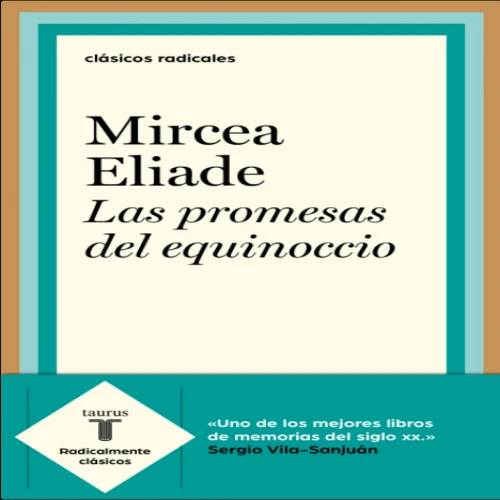 clásicos radicales
Mircea
Eliade
Las promesas
del equinoccio
taurus
Radicalmente
clásicos
«Uno de los mejores libros
de memorias del siglo xx.»
Sergio Vila-Sanjuán